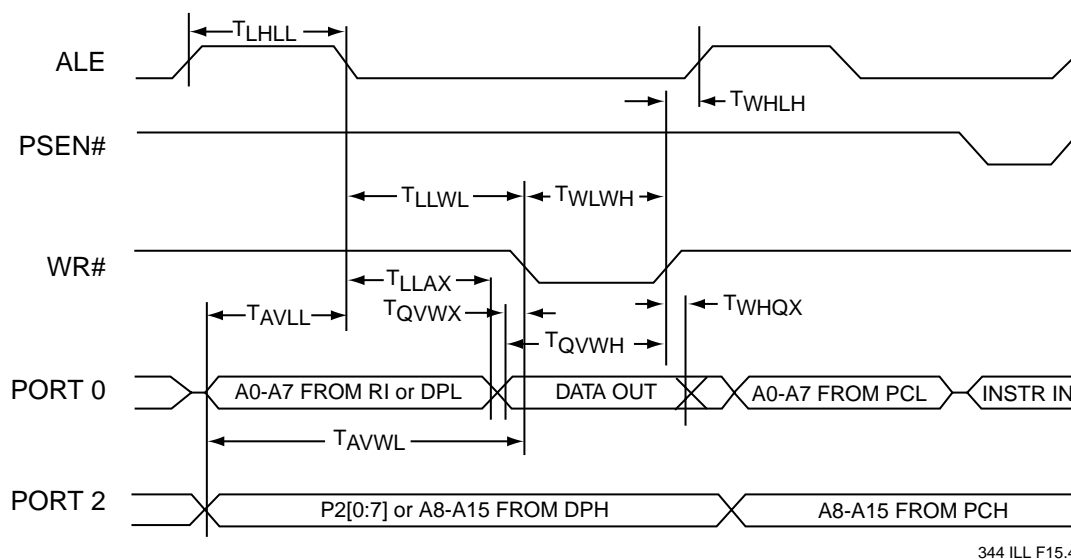 TLHLL
ALE
TWHLH
PSEN#
TLLWL
TWLWH
WR#
TLLAX
TAVLL
TQVWX
TWHQX
TQVWH
PORT 0
A0-A7 FROM RI or DPL
DATA OUT
A0-A7 FROM PCL
INSTR IN
TAVWL
PORT 2
P2[0:7] or A8-A15 FROM DPH
A8-A15 FROM PCH
344 ILL F15.4